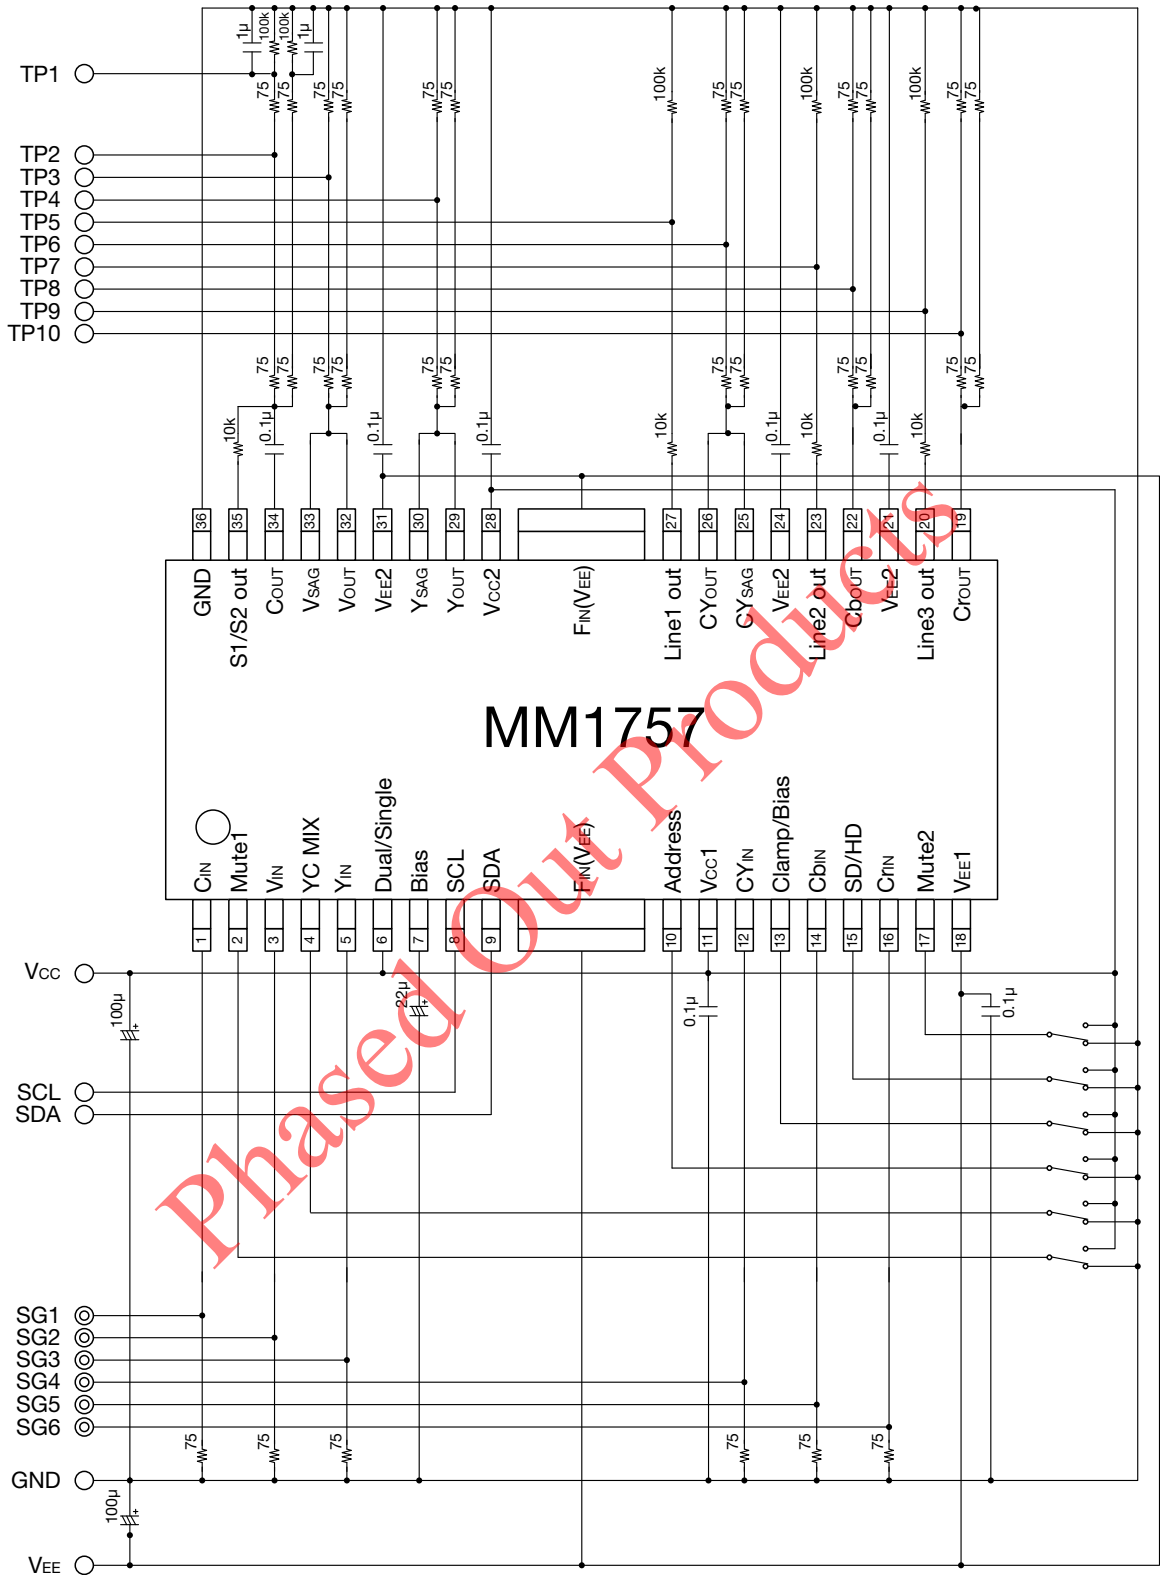 1µ
100k
100k
1µ
TP1
75
75
75
75
75
75
100k
75
75
100k
75
75
100k
75
75
TP2
TP3
TP4
TP5
TP6
TP7
TP8
TP9
TP10
75
75
75
75
75
75
75
75
75
75
75
10k
0.1µ
0.1µ
0.1µ
10k
0.1µ
10k
0.1µ
10k
36
35
34
33
32
31
30
29
28
27
26
25
24
23
22
21
20
19
GND
S1/S2 out
COUT
VSAG
VOUT
VEE2
YSAG
YOUT
VCC2
FIN(VEE)
Line1 out
CYOUT
CYSAG
VEE2
Line2 out
CbOUT
VEE2
Line3 out
CrOUT
MM1757
CIN
Mute1
VIN
YC MIX
YIN
Dual/Single
Bias
SCL
SDA
FIN(VEE)
Address
VCC1
CYIN
Clamp/Bias
CbIN
SD/HD
CrIN
Mute2
VEE1
1
2
3
4
5
6
7
8
9
10
11
12
13
14
15
16
17
18
VCC
100µ
+
22µ
+
0.1µ
0.1µ
SCL
SDA
Phased Out Products
SG1
SG2
SG3
SG4
SG5
SG6
75
75
75
75
75
75
GND
100µ
+
VEE